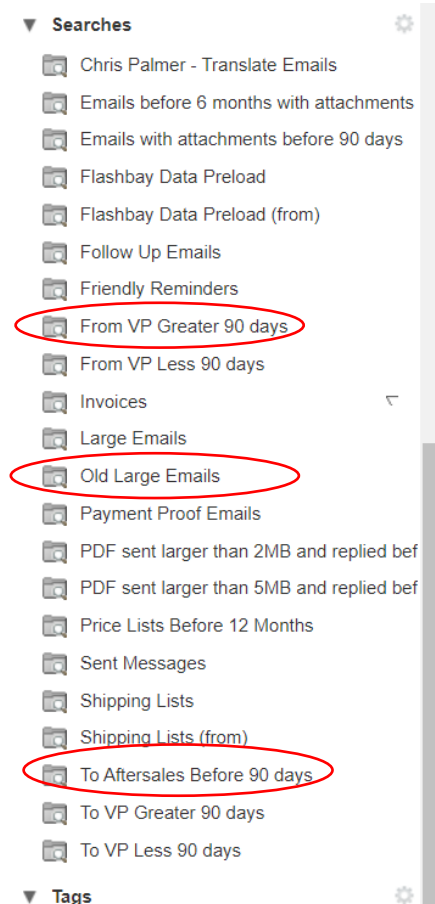 Searches
Chris Palmer - Translate Emails
Emails before 6 months with attachments
Emails with attachments before 90 days
Flashbay Data Preload
Flashbay Data Preload (from)
Follow Up Emails
Friendly Reminders
From VP Greater 90 days
From VP Less 90 days
Invoices
Large Emails
Old Large Emails
Payment Proof Emails
PDF sent larger than 2MB and replied bef
PDF sent larger than 5MB and replied bef
Price Lists Before 12 Months
Sent Messages
Shipping Lists
Shipping Lists (from)
To Aftersales Before 90 days
To VP Greater 90 days
To VP Less 90 days
Tags